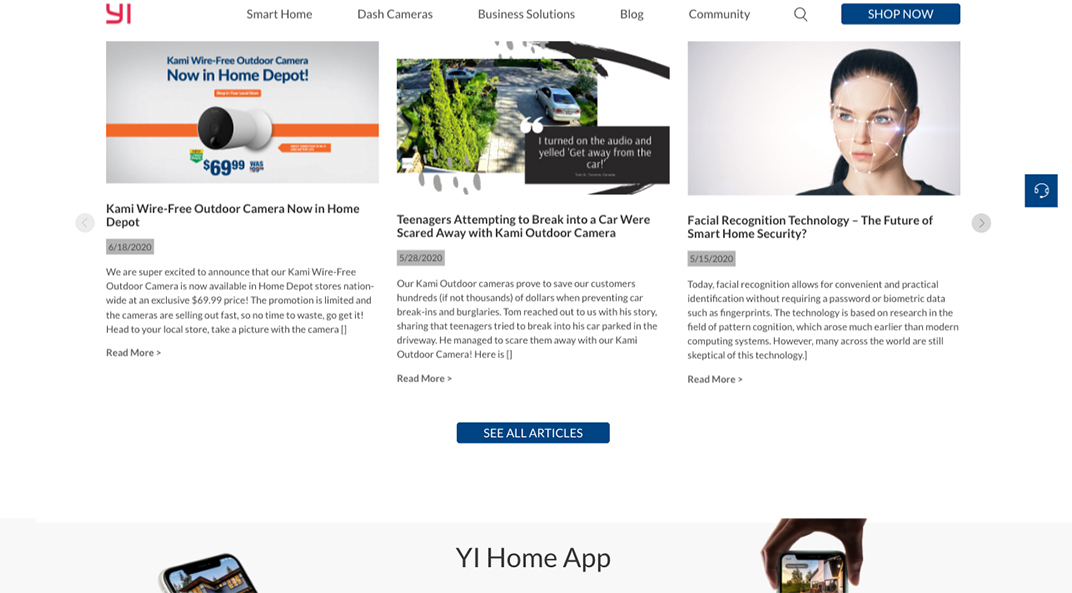 YI
Smart Home
Dash Cameras
Business Solutions
Blog
Community
SHOP NOW
Kami Wire-Free Outdoor Camera
Now in Home Depot!
$69.99 WAS
Kami Wire-Free Outdoor Camera Now in Home
Depot
6/18/2020
We are super excited to announce that our Kami Wire-Free
Outdoor Camera is now available in Home Depot stores nation-
wide at an exclusive $69.99 price! The promotion is limited and
the cameras are selling out fast, so no time to waste, go get it!
Head to your local store, take a picture with the camera []
Read More >
“ I turned on the audio and
yelled 'Get away from the
car!'
Teenagers Attempting to Break into a Car Were
Scared Away with Kami Outdoor Camera
5/28/2020
Our Kami Outdoor cameras prove to save our customers
hundreds (if not thousands) of dollars when preventing car
break-ins and burglaries. Tom reached out to us with his story,
sharing that teenagers tried to break into his car parked in the
driveway. He managed to scare them away with our Kami
Outdoor Camera! Here is []
Read More >
Facial Recognition Technology – The Future of
Smart Home Security?
5/15/2020
Today, facial recognition allows for convenient and practical
identification without requiring a password or biometric data
such as fingerprints. The technology is based on research in the
field of pattern cognition, which arose much earlier than modern
computing systems. However, many across the world are still
skeptical of this technology.]
Read More >
SEE ALL ARTICLES
YI Home App